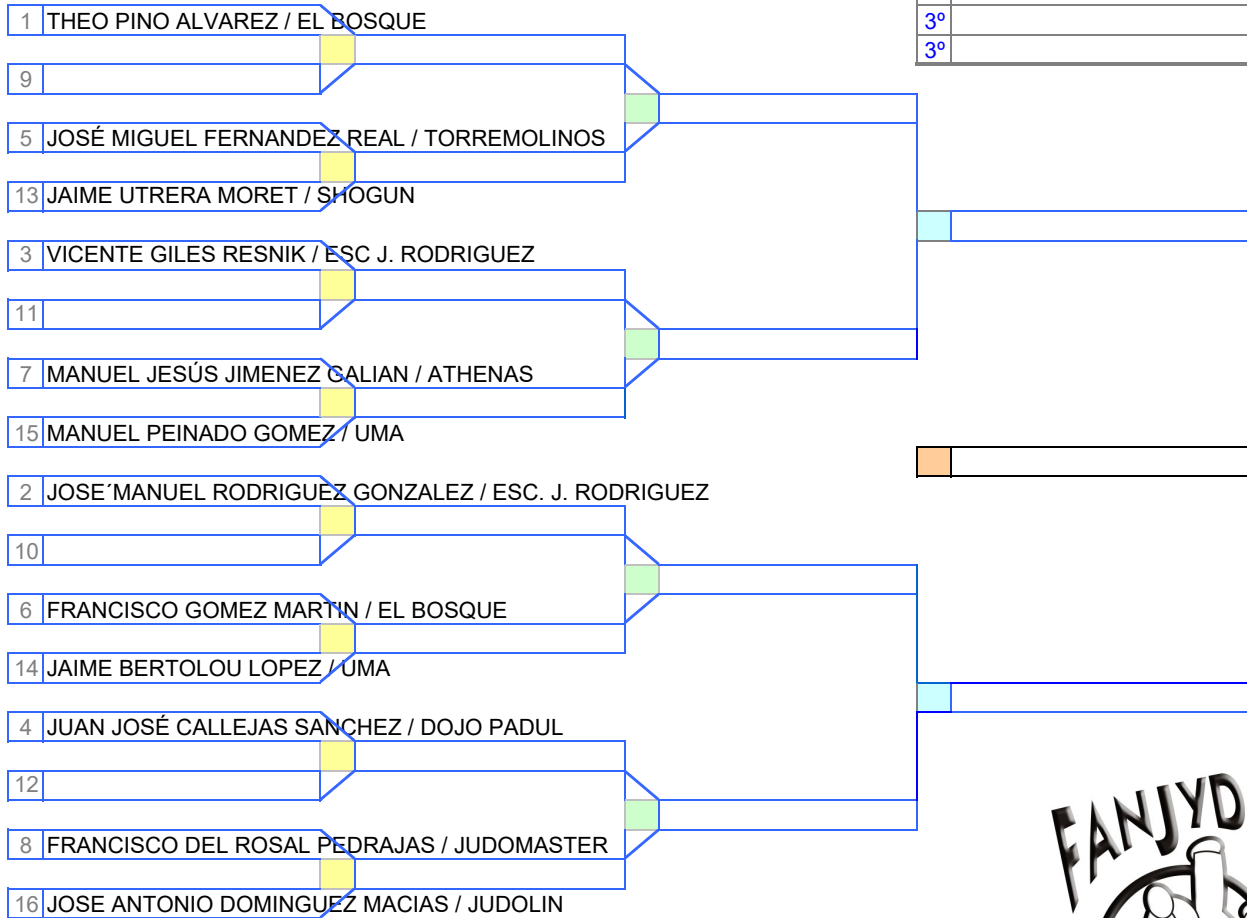 1 THEO PINO ALVAREZ / EL BOSQUE
3º
3º
9
5 JOSÉ MIGUEL FERNANDEZ REAL / TORREMOLINOS
13 JAIME UTRERA MORET / SHOGUN
3 VICENTE GILES RESNIK / ESC J. RODRIGUEZ
11
7 MANUEL JESÚS JIMENEZ GALIAN / ATHENAS
15 MANUEL PEINADO GOMEZ / UMA
2 JOSE´MANUEL RODRIGUEZ GONZALEZ / ESC. J. RODRIGUEZ
10
6 FRANCISCO GOMEZ MARTIN / EL BOSQUE
14 JAIME BERTOLOU LOPEZ / UMA
4 JUAN JOSÉ CALLEJAS SANCHEZ / DOJO PADUL
12
8 FRANCISCO DEL ROSAL PEDRAJAS / JUDOMASTER
16 JOSE ANTONIO DOMINGUEZ MACIAS / JUDOLIN
FANJYD